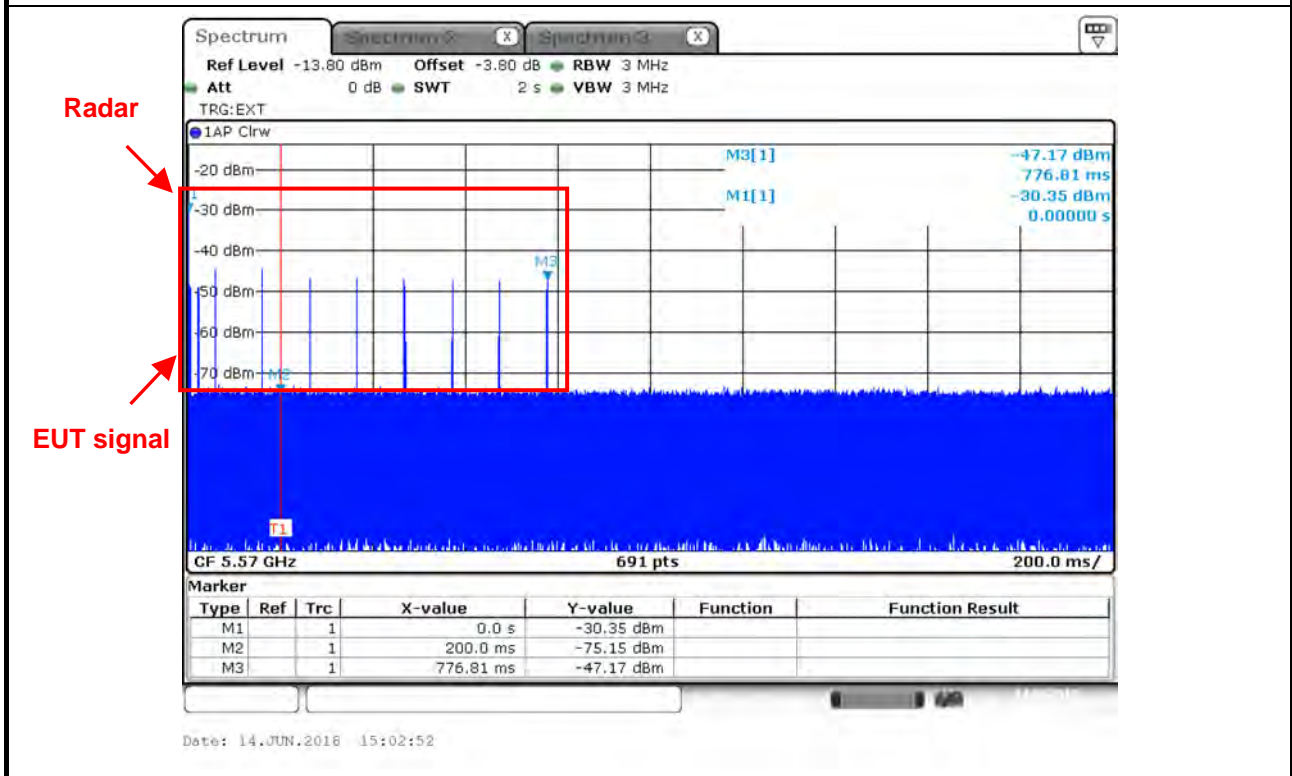 Spectrum Spectrum 2 X Spectrum 3 X
Ref Level -13.80 dBm Offset -3.80 dB RBW 3 MHz
Att 0 dB SWT 2 s VBW 3 MHz
TRG:EXT
1AP Clrw
Radar
EUT signal
M3[1] -47.17 dBm
776.81 ms
M1[1] -30.35 dBm
0.00000 s
-20 dBm
-30 dBm
-40 dBm
-50 dBm
-60 dBm
-70 dBm
M3
M2
T1
CF 5.57 GHz 691 pts 200.0 ms/
Marker
Type Ref Trc X-value Y-value Function Function Result
M1 1 0.0 s -30.35 dBm
M2 1 200.0 ms -75.15 dBm
M3 1 776.81 ms -47.17 dBm
Date: 14.JUN.2016 15:02:52